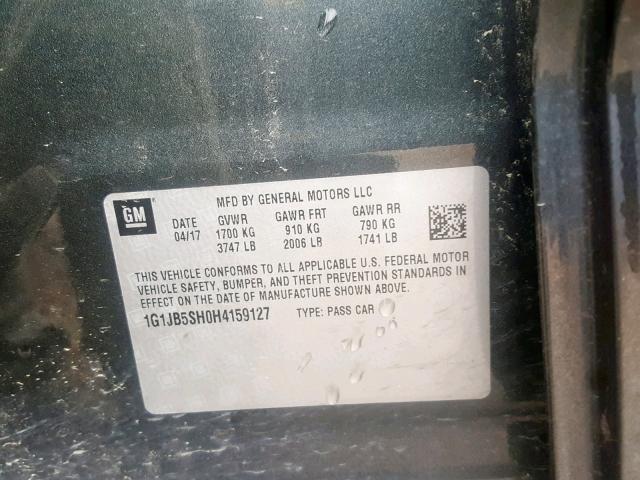 GM
MFD BY GENERAL MOTORS LLC
DATE GVWR GAWR FRT GAWR RR
04/17 1700 KG 910 KG 790 KG
3747 LB 2006 LB 1741 LB
THIS VEHICLE CONFORMS TO ALL APPLICABLE U.S. FEDERAL MOTOR
VEHICLE SAFETY, BUMPER, AND THEFT PREVENTION STANDARDS IN
EFFECT ON THE DATE OF MANUFACTURE SHOWN ABOVE.
1G1JB5SH0H4159127 TYPE: PASS CAR